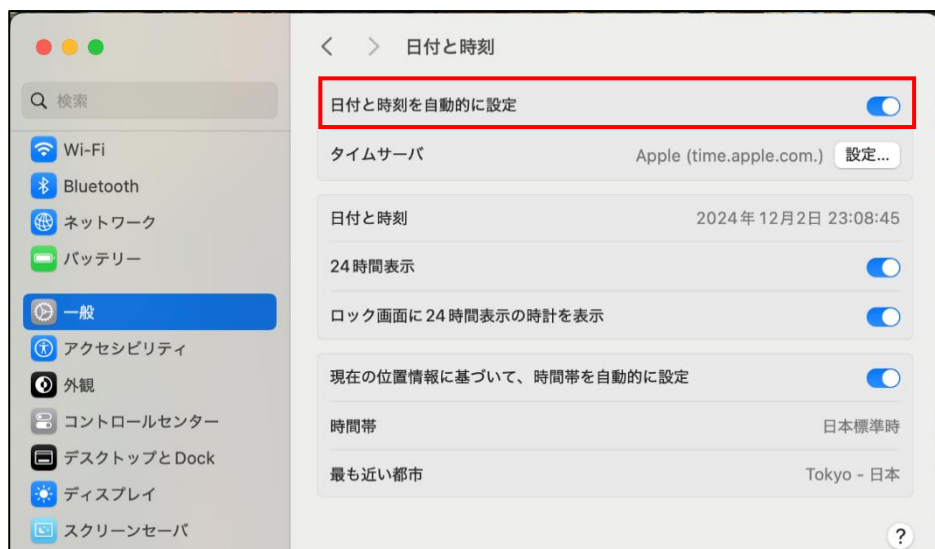 日付と時刻
検索
Wi-Fi
Bluetooth
ネットワーク
バッテリー
一般
アクセシビリティ
外観
コントロールセンター
デスクトップとDock
ディスプレイ
スクリーンセーバ
日付と時刻を自動的に設定
タイムサーバ Apple (time.apple.com.) 設定...
日付と時刻 2024年12月2日 23:08:45
24時間表示
ロック画面に24時間表示の時計を表示
現在の位置情報に基づいて、時間帯を自動的に設定
時間帯 日本標準時
最も近い都市 Tokyo - 日本
?